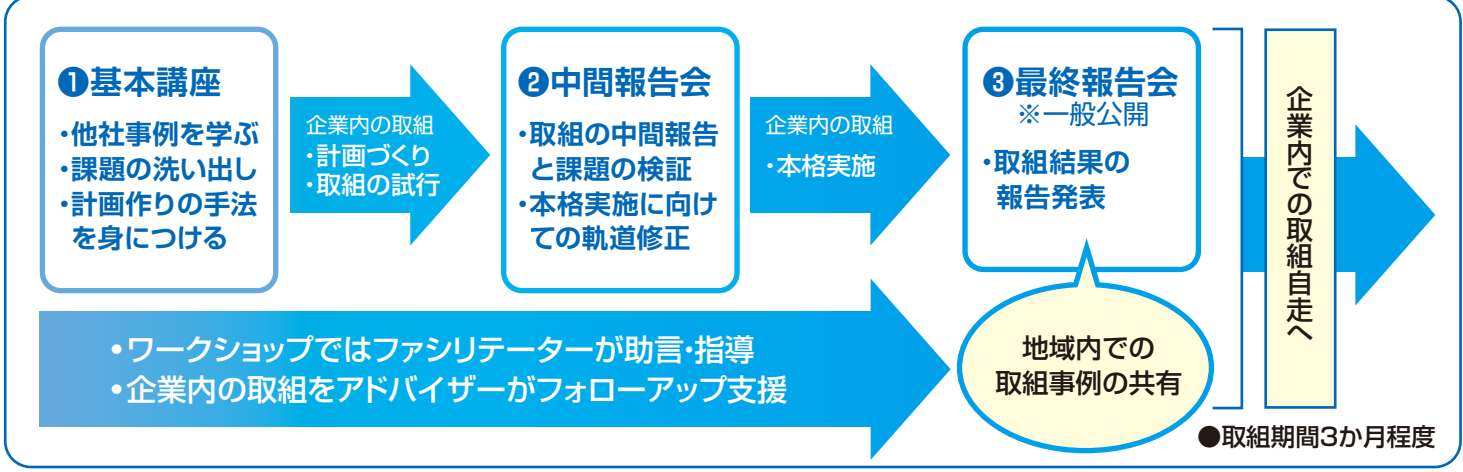 ❶基本講座
・他社事例を学ぶ
・課題の洗い出し
・計画作りの手法
を身につける
企業内の取組
・計画づくり
・取組の試行
❷中間報告会
・取組の中間報告
と課題の検証
・本格実施に向け
ての軌道修正
企業内の取組
・本格実施
❸最終報告会
※一般公開
・取組結果の
報告発表
企業内での取組自走へ
•ワークショップではファシリテーターが助言・指導
•企業内の取組をアドバイザーがフォローアップ支援
地域内での
取組事例の共有
●取組期間3か月程度